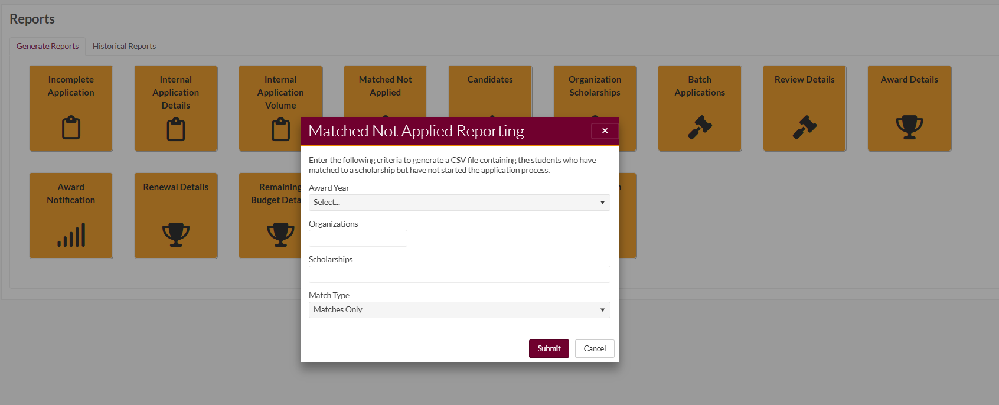 Reports
Generate Reports
Historical Reports
Incomplete
Application
Internal
Application
Details
Internal
Application
Volume
Matched Not
Applied
Candidates
Organization
Scholarships
Batch
Applications
Review Details
Award Details
Award
Notification
Renewal Details
Remaining
Budget
Matched Not Applied Reporting
×
Enter the following criteria to generate a CSV file containing the students who have
matched to a scholarship but have not started the application process.
Award Year
Select...
Organizations
Scholarships
Match Type
Matches Only
Submit
Cancel